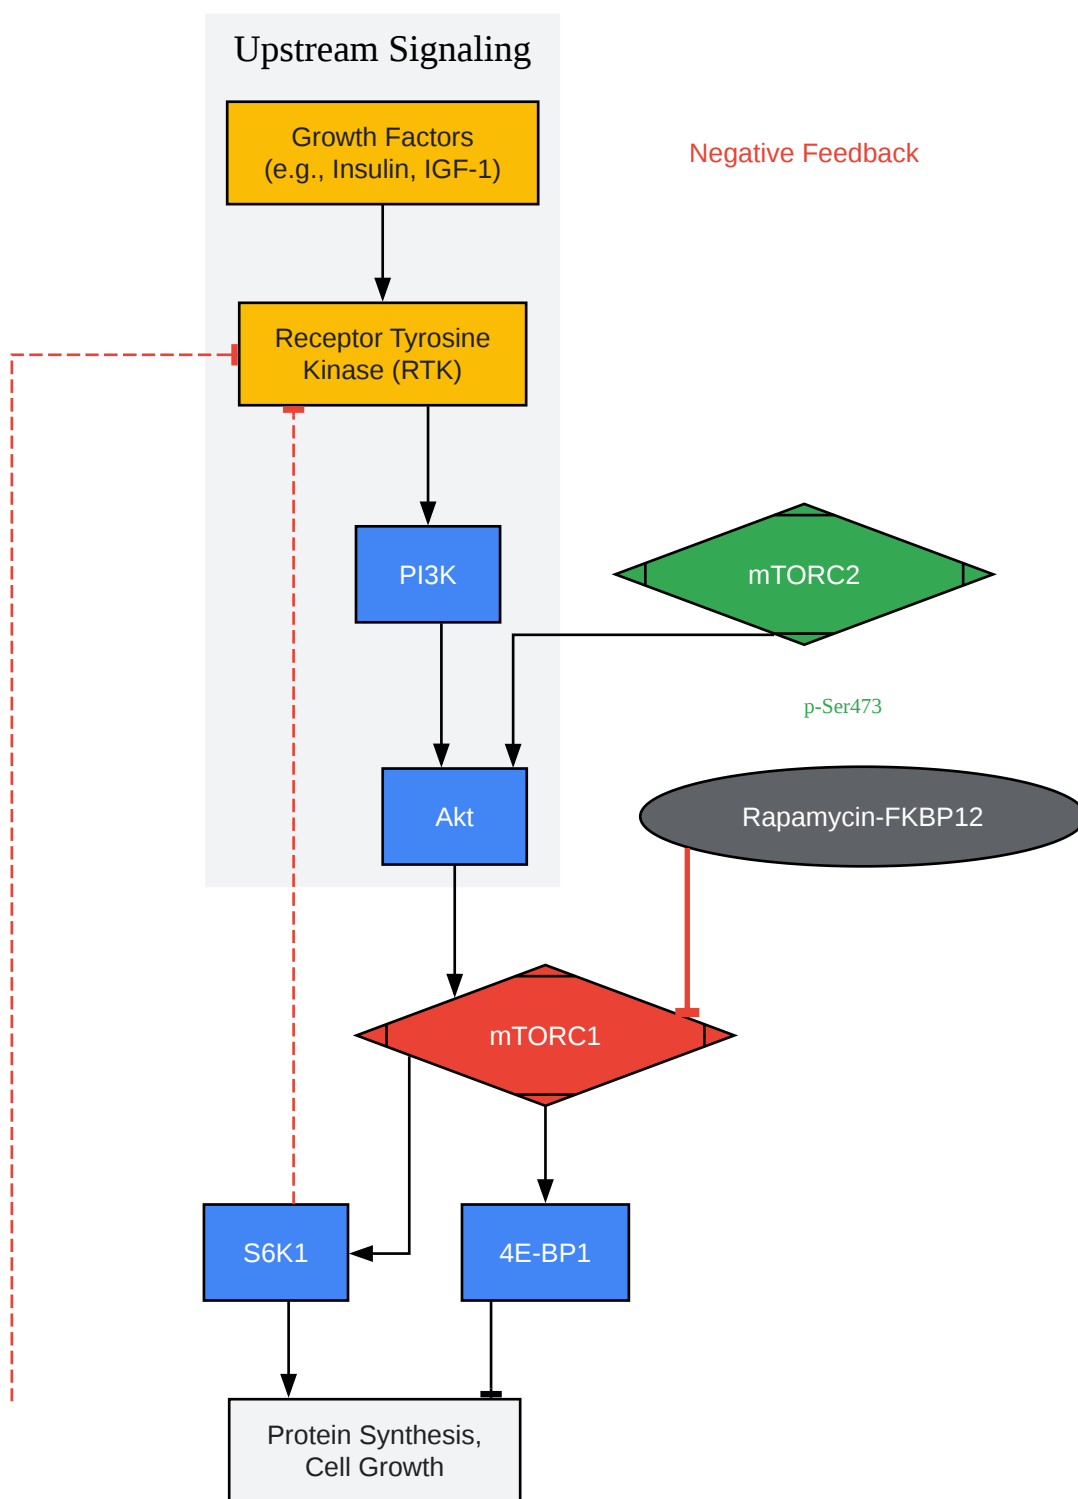 Upstream Signaling
Growth Factors
(e.g., Insulin, IGF-1)
Negative Feedback
Receptor Tyrosine
Kinase (RTK)
PI3K
mTORC2
p-Ser473
Akt
Rapamycin-FKBP12
mTORC1
S6K1
4E-BP1
Protein Synthesis,
Cell Growth